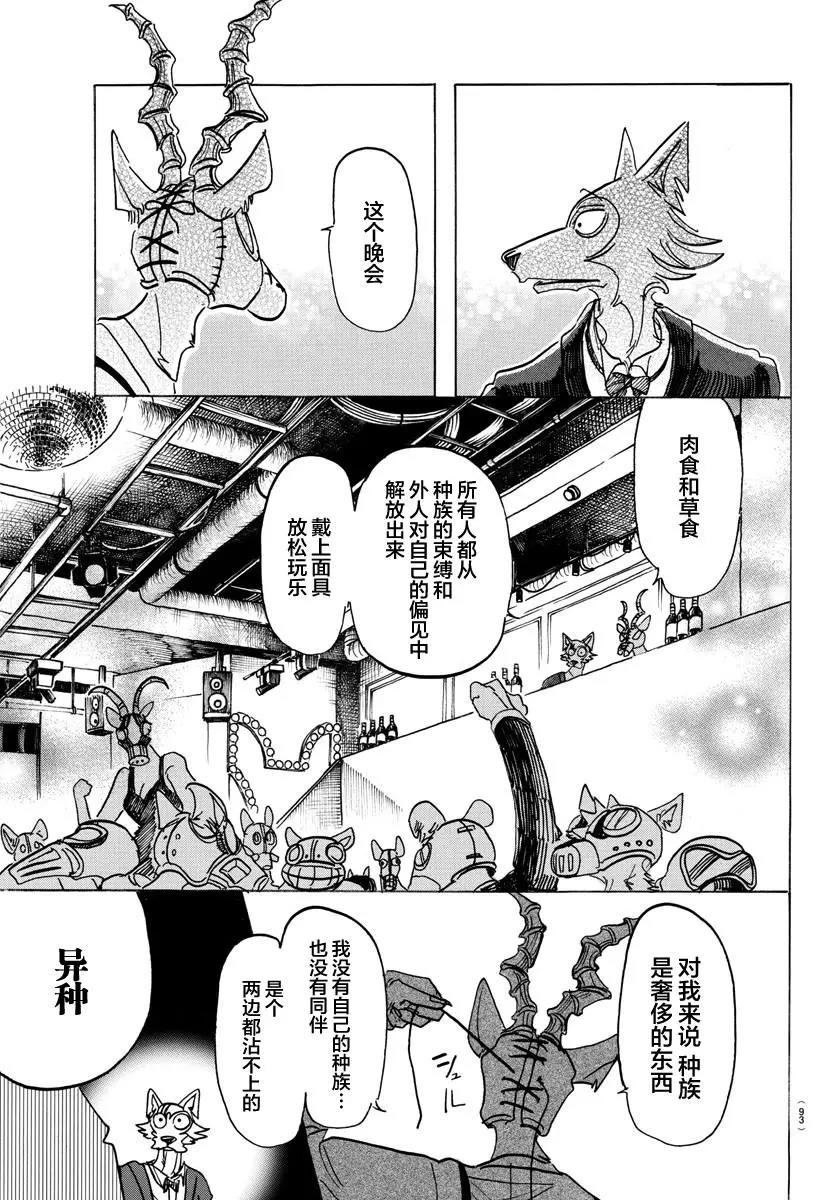 这个晚会
肉食和草食
所有人都从
种族的束缚和
外人对自己的偏见中
解放出来
戴上面具
放松玩乐
对我来说 种族
是奢侈的东西
シュル
我没有自己的种族…
也没有同伴
是个
两边都沾不上的
异种
(93)